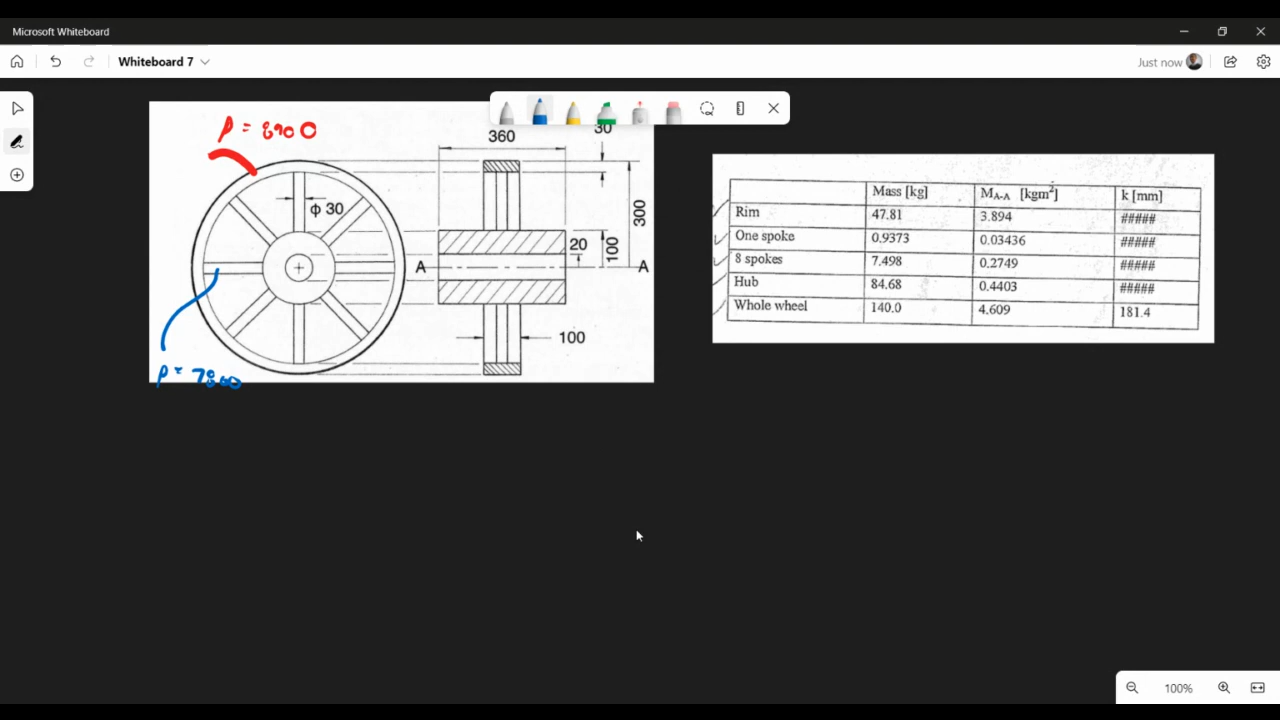 Microsoft Whiteboard
Whiteboard 7
Just now
ρ = 8900
360
30
ϕ 30
300
20
100
A
A
100
ρ = 7800
Mass [kg] M_A-A [kgm²] k [mm]
Rim 47.81 3.894 #####
One spoke 0.9373 0.03436 #####
8 spokes 7.498 0.2749 #####
Hub 84.68 0.4403 #####
Whole wheel 140.0 4.609 181.4
100%